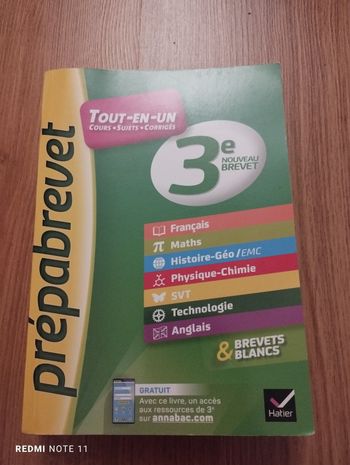 prépabrevet
TOUT-EN-UN
COURS • SUJETS • CORRIGÉS
3e
NOUVEAU
BREVET
Français
π Maths
Histoire-Géo/EMC
Physique-Chimie
SVT
Technologie
Anglais
& BREVETS
BLANCS
GRATUIT
Avec ce livre, un accès
aux ressources de 3e
sur annabac.com
Hatier
REDMI NOTE 11